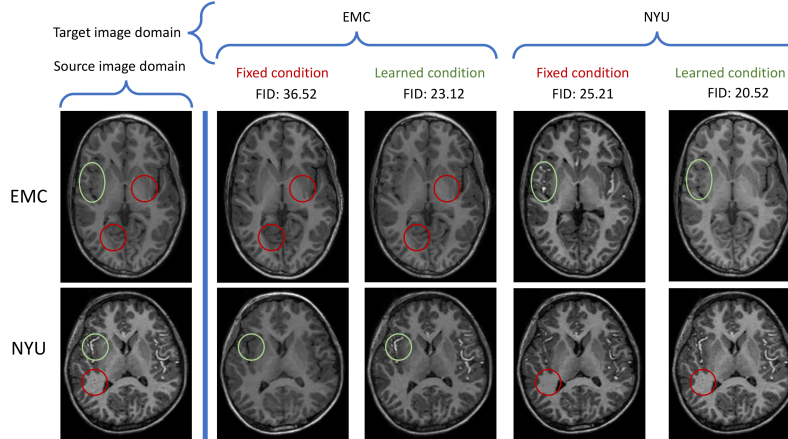 Target image domain
EMC
NYU
Source image domain
Fixed condition
Learned condition
Fixed condition
Learned condition
FID: 36.52
FID: 23.12
FID: 25.21
FID: 20.52
EMC
NYU